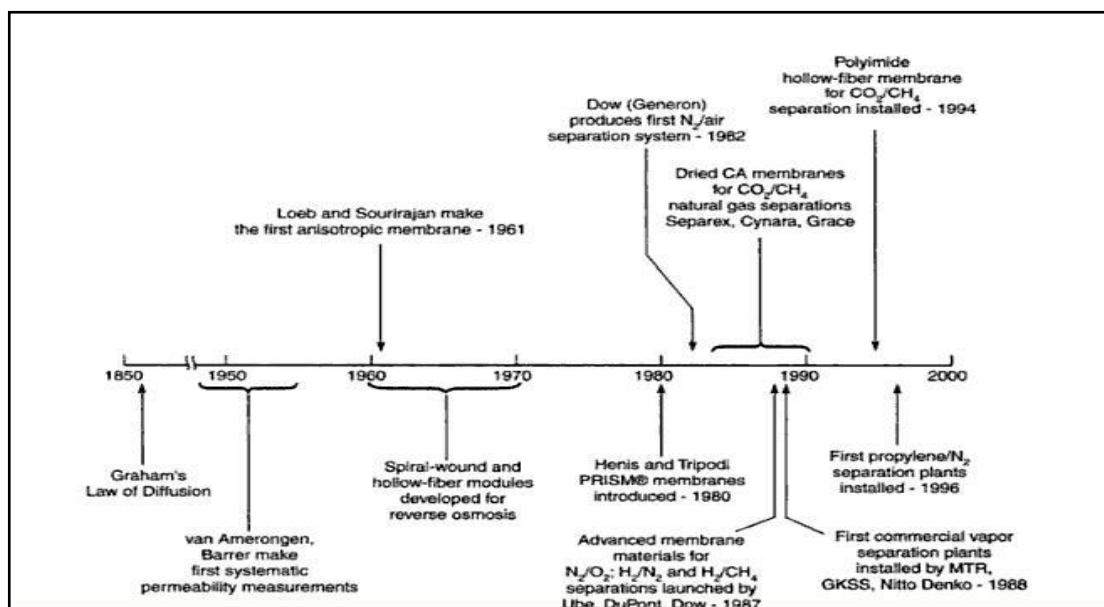 Polyimide
hollow-fiber membrane
for CO₂/CH₄
separation installed - 1994
Dow (Generon)
produces first N₂/air
separation system - 1982
Dried CA membranes
for CO₂/CH₄
natural gas separations
Separex, Cynara, Grace
Loeb and Sourirajan make
the first anisotropic membrane - 1961
1850 1950 1960 1970 1980 1990 2000
Graham's
Law of Diffusion
van Amerongen,
Barrer make
first systematic
permeability measurements
Spiral-wound and
hollow-fiber modules
developed for
reverse osmosis
Henis and Tripodi
PRISM® membranes
introduced - 1980
Advanced membrane
materials for
N₂/O₂; H₂/N₂ and H₂/CH₄
separations launched by
Ube, DuPont, Dow - 1987
First propylene/N₂
separation plants
installed - 1996
First commercial vapor
separation plants
installed by MTR,
GKSS, Nitto Denko - 1988